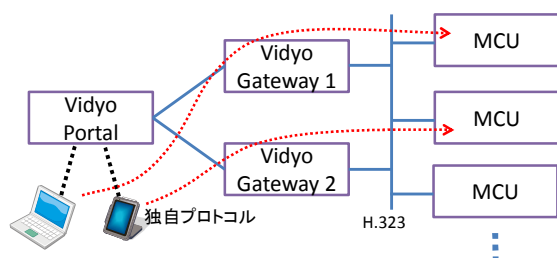 Vidyo
Portal
Vidyo
Gateway 1
Vidyo
Gateway 2
MCU
MCU
MCU
独自プロトコル
H.323